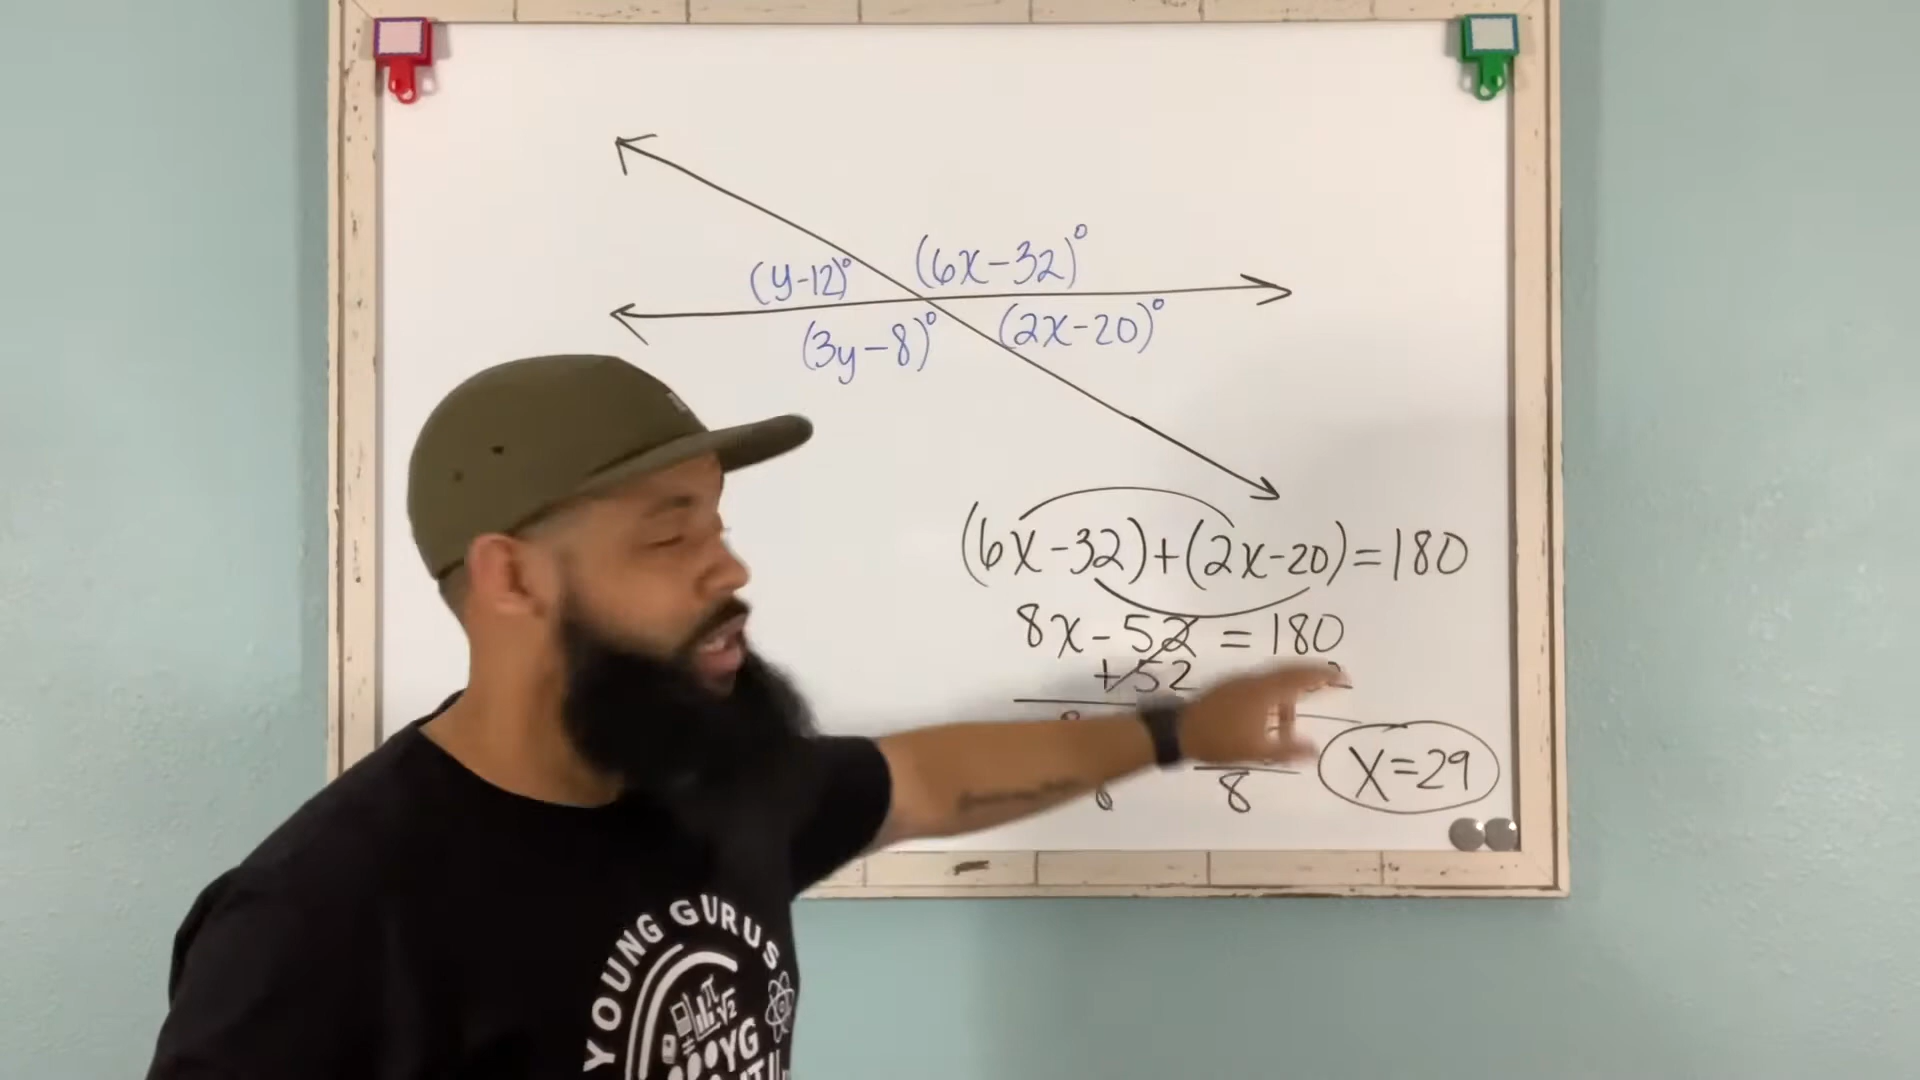 (y-12)°
(6x-32)°
(3y-8)°
(2x-20)°
(6x-32)+(2x-20)=180
8x-52=180
+52
8
x=29
YOUNG GURUS
π
√2
YG